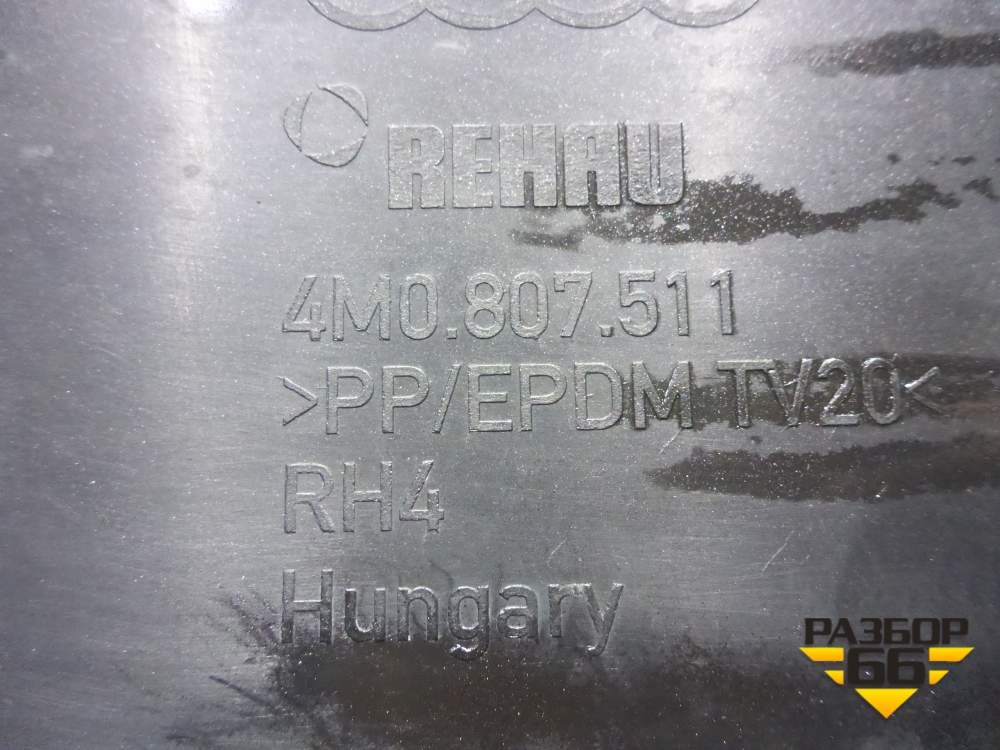 REHAU
4M0.807.511
>PP/EPDM TV20<
RH4
Hungary
РАЗБОР
66